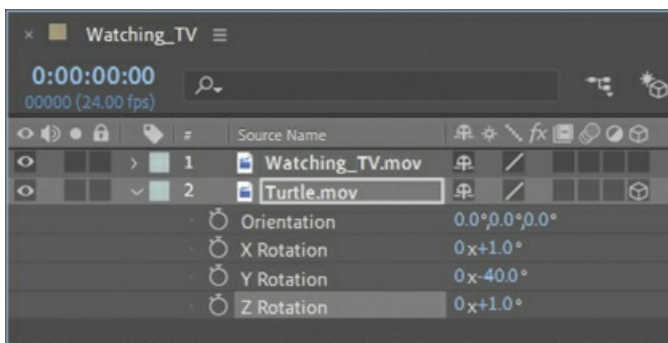 × Watching_TV ≡
0:00:00:00
00000 (24.00 fps)
# Source Name fx
1 Watching_TV.mov
2 Turtle.mov
Orientation 0.0°,0.0°,0.0°
X Rotation 0x+1.0°
Y Rotation 0x-40.0°
Z Rotation 0x+1.0°